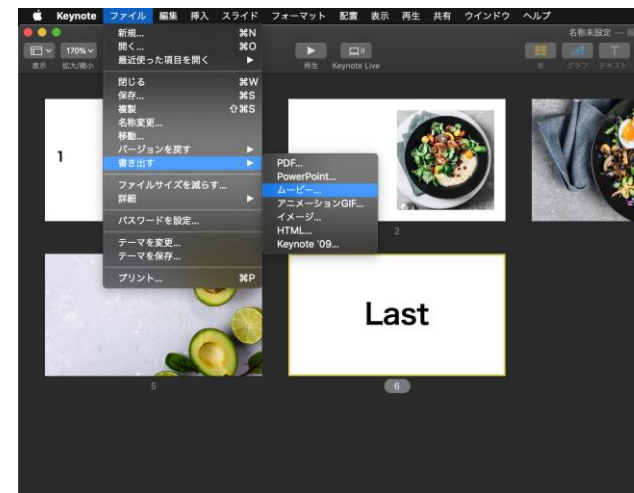 Keynote ファイル 編集 挿入 スライド フォーマット 配置 表示 再生 共有 ウインドウ ヘルプ
名称未設定 —
170%
表示 拡大/縮小 再生 Keynote Live 表 グラフ テキスト
新規... ⌘N
開く... ⌘O
最近使った項目を開く ▶
閉じる ⌘W
保存... ⌘S
複製 ⇧⌘S
名称変更...
移動...
バージョンを戻す ▶
書き出す ▶
ファイルサイズを減らす...
詳細 ▶
パスワードを設定...
テーマを変更...
テーマを保存...
プリント... ⌘P
PDF...
PowerPoint...
ムービー...
アニメーションGIF...
イメージ...
HTML...
Keynote '09...
1
2
Last
5
6